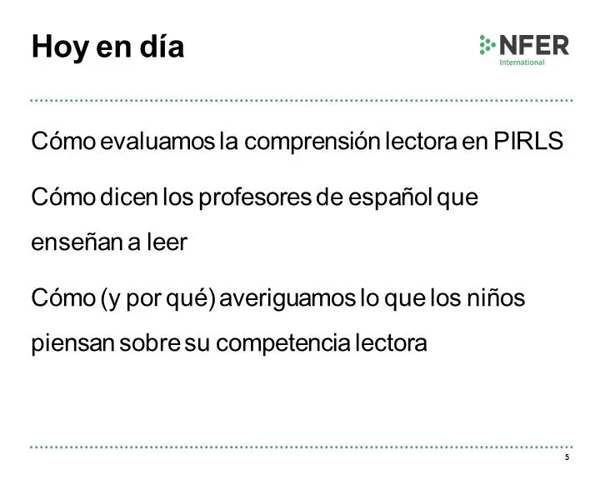 Hoy en día
NFER
International
Cómo evaluamos la comprensión lectora en PIRLS
Cómo dicen los profesores de español que
enseñan a leer
Cómo (y por qué) averiguamos lo que los niños
piensan sobre su competencia lectora
5